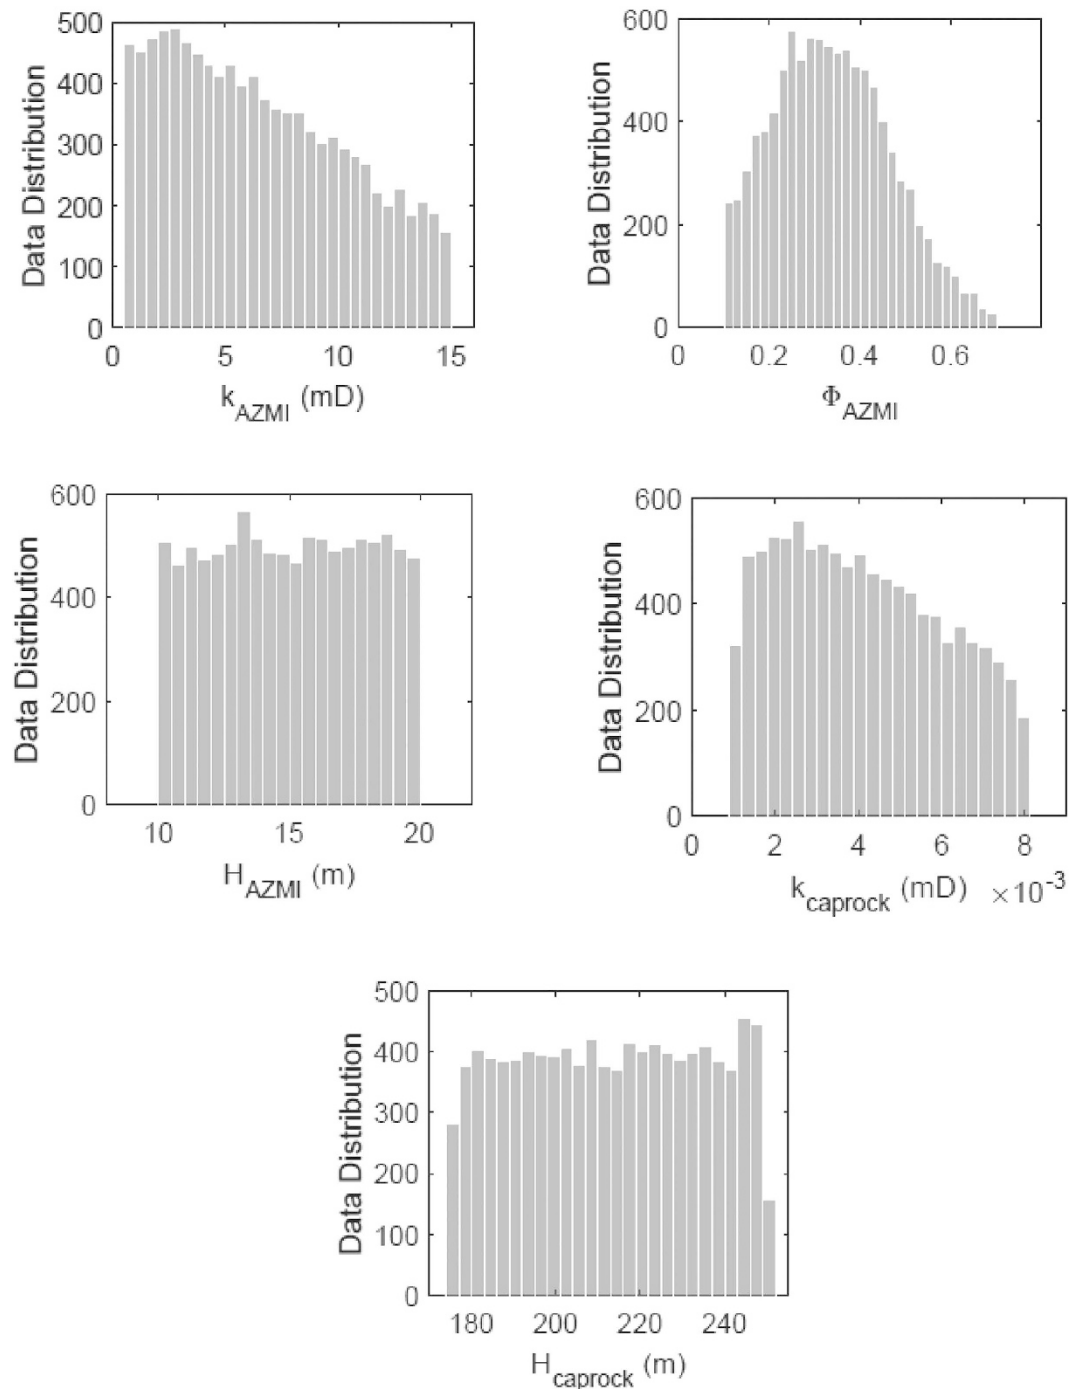 500
400
300
200
100
0
Data Distribution
0 5 10 15
k_AZMI (mD)
600
400
200
0
Data Distribution
0 0.2 0.4 0.6
Φ_AZMI
600
400
200
0
Data Distribution
10 15 20
H_AZMI (m)
600
400
200
0
Data Distribution
0 2 4 6 8
k_caprock (mD) ×10^-3
500
400
300
200
100
0
Data Distribution
180 200 220 240
H_caprock (m)